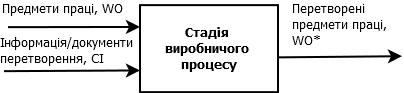 Предмети праці, WO
Інформація/документи
перетворення, CI
Стадія
виробничого
процесу
Перетворені
предмети праці,
WO*